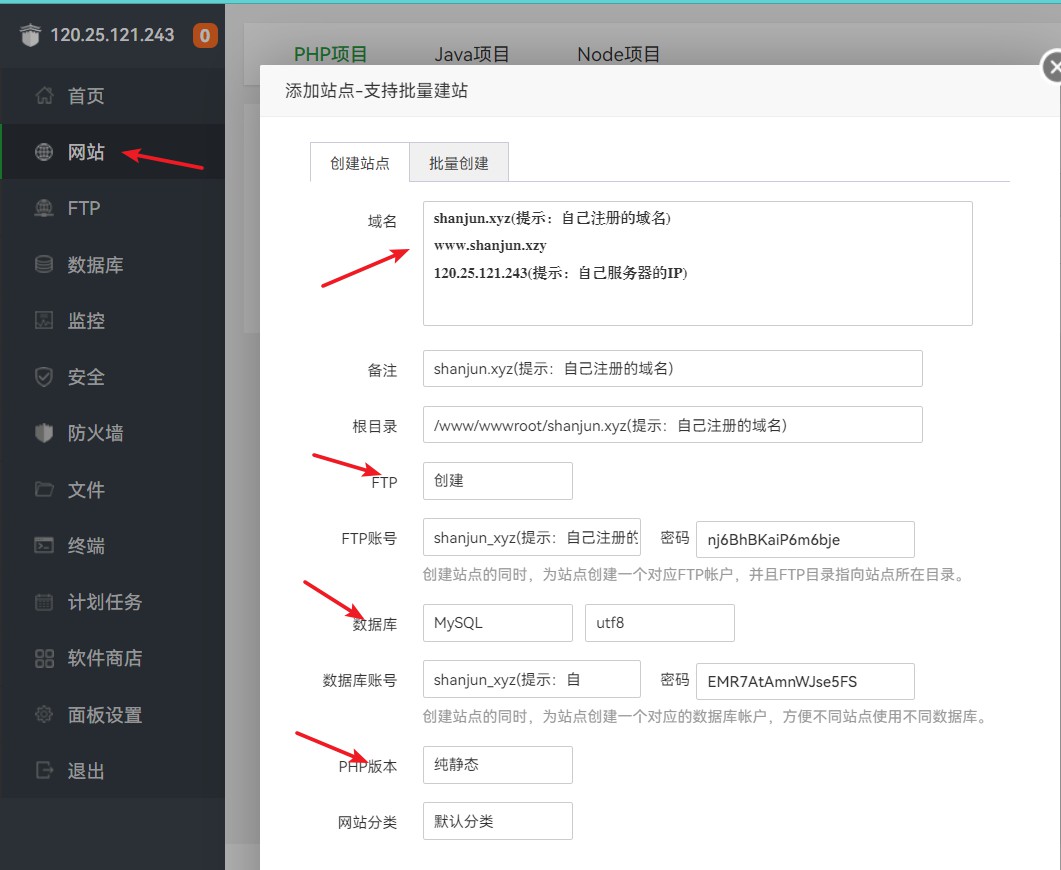 120.25.121.243 0
首页
网站
FTP
数据库
监控
安全
防火墙
文件
终端
计划任务
软件商店
面板设置
退出
PHP项目 Java项目 Node项目
添加站点-支持批量建站
创建站点 批量创建
域名
shanjun.xyz(提示：自己注册的域名)
www.shanjun.xzy
120.25.121.243(提示：自己服务器的IP)
备注 shanjun.xyz(提示：自己注册的域名)
根目录 /www/wwwroot/shanjun.xyz(提示：自己注册的域名)
FTP 创建
FTP账号 shanjun_xyz(提示：自己注册的 密码 nj6BhBKaiP6m6bje
创建站点的同时，为站点创建一个对应FTP帐户，并且FTP目录指向站点所在目录。
数据库 MySQL utf8
数据库账号 shanjun_xyz(提示：自 密码 EMR7AtAmnWJse5FS
创建站点的同时，为站点创建一个对应的数据库帐户，方便不同站点使用不同数据库。
PHP版本 纯静态
网站分类 默认分类